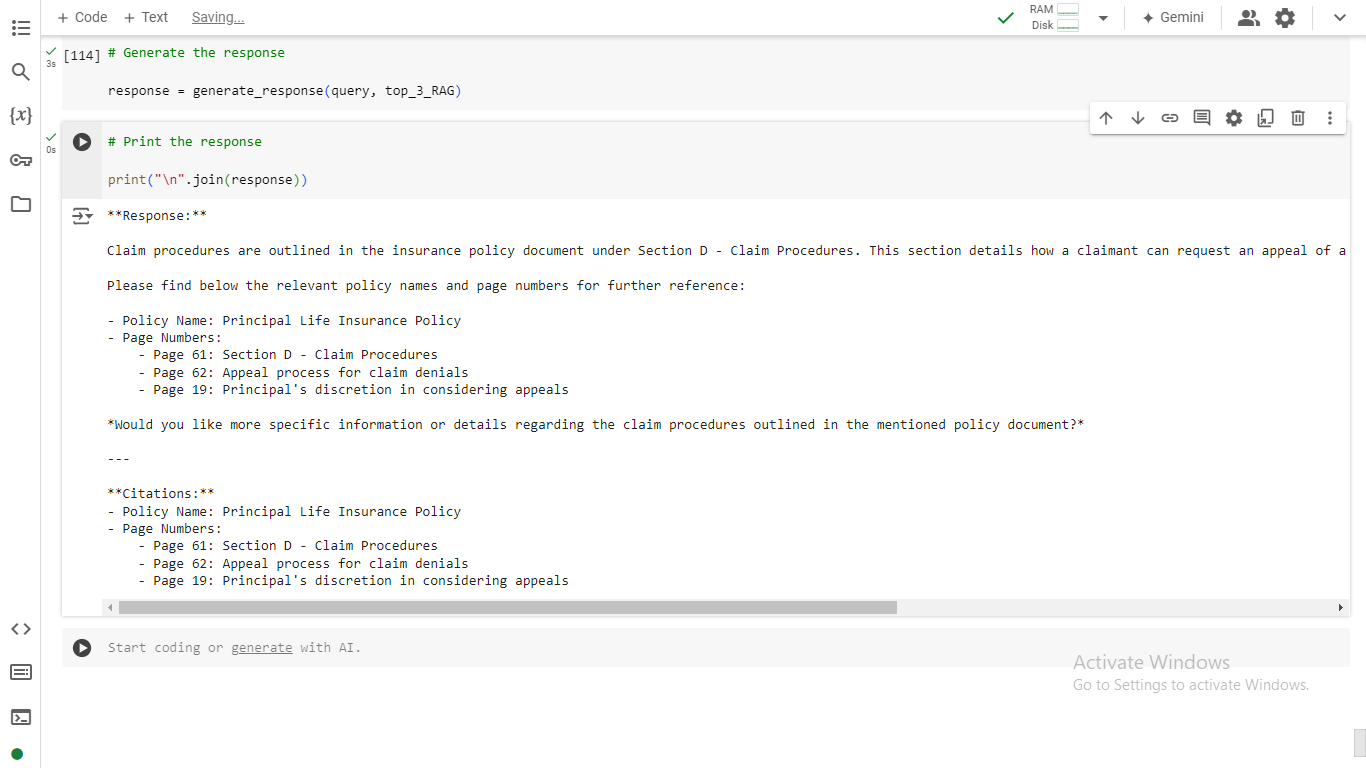 + Code + Text Saving...
RAM
Disk
Gemini
{x}
3s
[114] # Generate the response
response = generate_response(query, top_3_RAG)
0s
# Print the response
print("\n".join(response))
**Response:**
Claim procedures are outlined in the insurance policy document under Section D - Claim Procedures. This section details how a claimant can request an appeal of a
Please find below the relevant policy names and page numbers for further reference:
- Policy Name: Principal Life Insurance Policy
- Page Numbers:
- Page 61: Section D - Claim Procedures
- Page 62: Appeal process for claim denials
- Page 19: Principal's discretion in considering appeals
*Would you like more specific information or details regarding the claim procedures outlined in the mentioned policy document?*
---
**Citations:**
- Policy Name: Principal Life Insurance Policy
- Page Numbers:
- Page 61: Section D - Claim Procedures
- Page 62: Appeal process for claim denials
- Page 19: Principal's discretion in considering appeals
Start coding or generate with AI.
Activate Windows
Go to Settings to activate Windows.